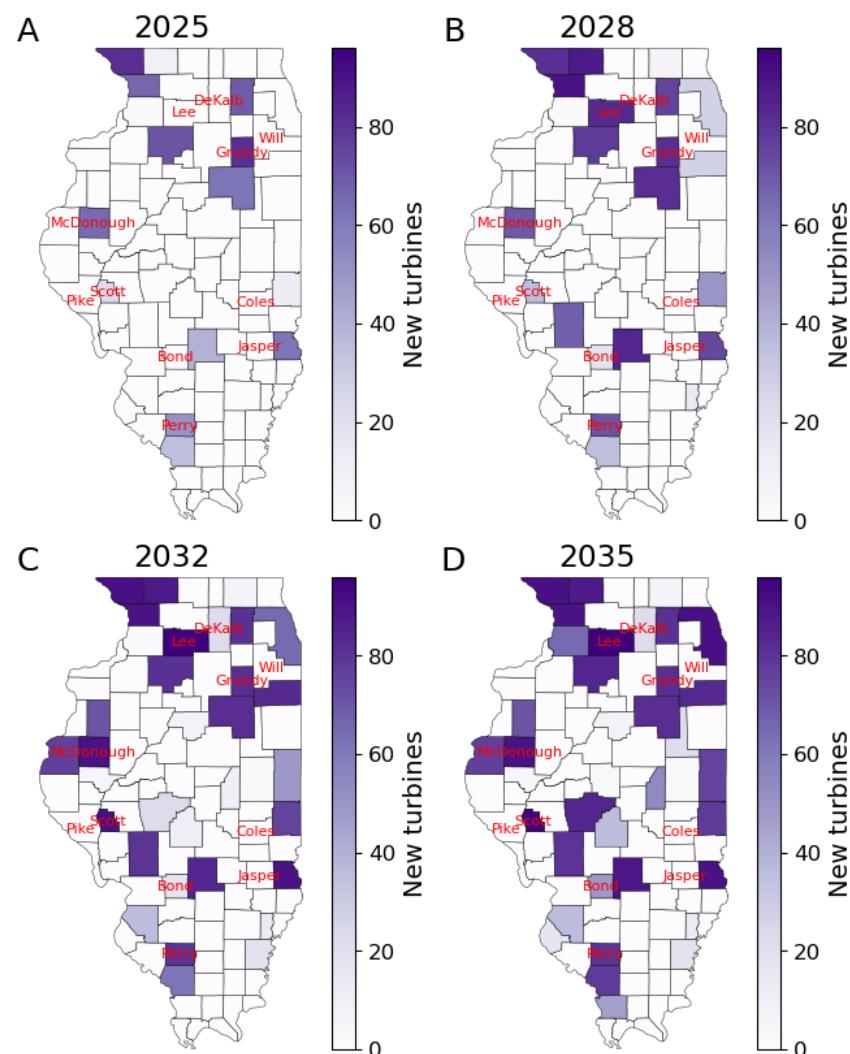 A 2025
DeKalb
Lee
Will
Grundy
McDonough
Scott
Pike
Coles
Jasper
Bond
Perry
80
60
40
20
0
New turbines
B 2028
DeKalb
Lee
Will
Grundy
McDonough
Scott
Pike
Coles
Jasper
Bond
Perry
80
60
40
20
0
New turbines
C 2032
DeKalb
Lee
Will
Grundy
McDonough
Scott
Pike
Coles
Jasper
Bond
Perry
80
60
40
20
0
New turbines
D 2035
DeKalb
Lee
Will
Grundy
McDonough
Scott
Pike
Coles
Jasper
Bond
Perry
80
60
40
20
0
New turbines